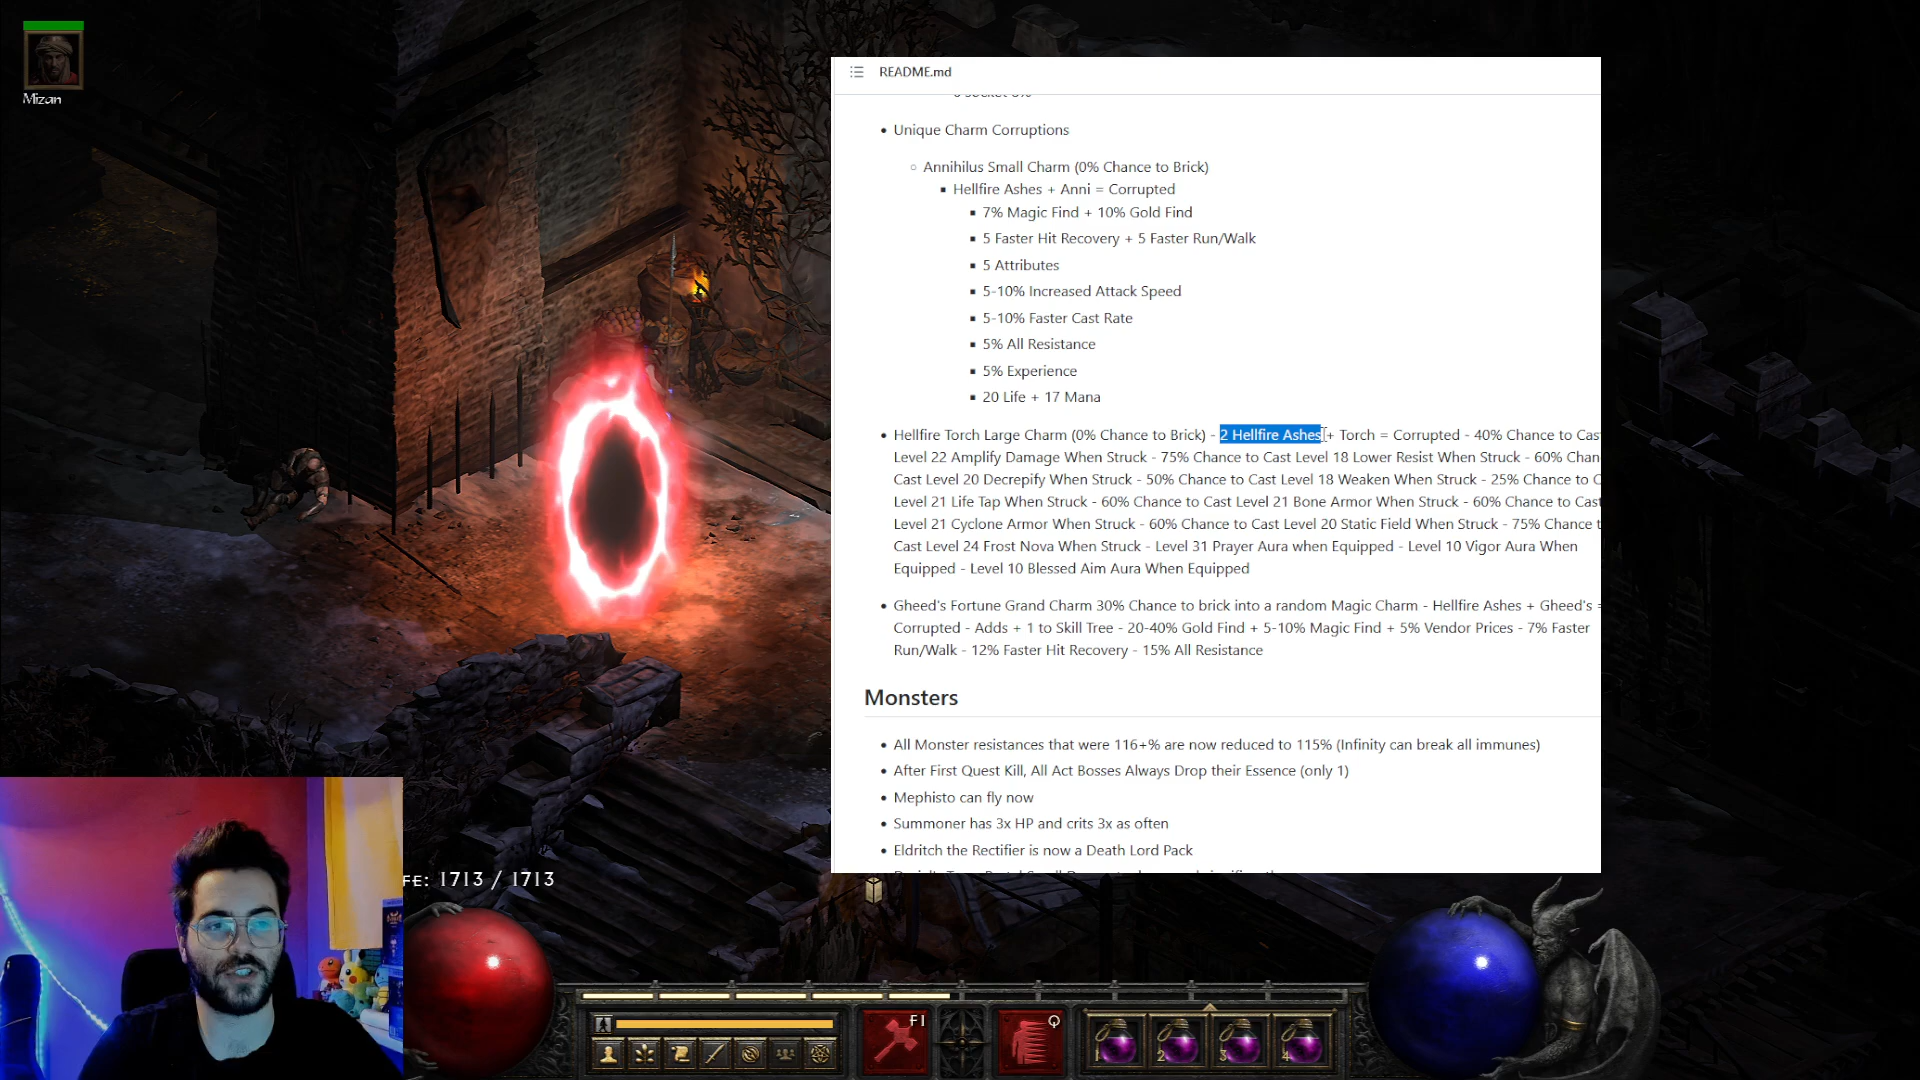 Mizan
README.md
Unique Charm Corruptions
Annihilus Small Charm (0% Chance to Brick)
Hellfire Ashes + Anni = Corrupted
7% Magic Find + 10% Gold Find
5 Faster Hit Recovery + 5 Faster Run/Walk
5 Attributes
5-10% Increased Attack Speed
5-10% Faster Cast Rate
5% All Resistance
5% Experience
20 Life + 17 Mana
Hellfire Torch Large Charm (0% Chance to Brick) - 2 Hellfire Ashes + Torch = Corrupted - 40% Chance to Cas
Level 22 Amplify Damage When Struck - 75% Chance to Cast Level 18 Lower Resist When Struck - 60% Chan
Cast Level 20 Decrepify When Struck - 50% Chance to Cast Level 18 Weaken When Struck - 25% Chance to C
Level 21 Life Tap When Struck - 60% Chance to Cast Level 21 Bone Armor When Struck - 60% Chance to Cast
Level 21 Cyclone Armor When Struck - 60% Chance to Cast Level 20 Static Field When Struck - 75% Chance t
Cast Level 24 Frost Nova When Struck - Level 31 Prayer Aura when Equipped - Level 10 Vigor Aura When
Equipped - Level 10 Blessed Aim Aura When Equipped
Gheed's Fortune Grand Charm 30% Chance to brick into a random Magic Charm - Hellfire Ashes + Gheed's =
Corrupted - Adds + 1 to Skill Tree - 20-40% Gold Find + 5-10% Magic Find + 5% Vendor Prices - 7% Faster
Run/Walk - 12% Faster Hit Recovery - 15% All Resistance
Monsters
All Monster resistances that were 116+% are now reduced to 115% (Infinity can break all immunes)
After First Quest Kill, All Act Bosses Always Drop their Essence (only 1)
Mephisto can fly now
Summoner has 3x HP and crits 3x as often
Eldritch the Rectifier is now a Death Lord Pack
FE: 1713 / 1713
F1
Q
1
2
3
4